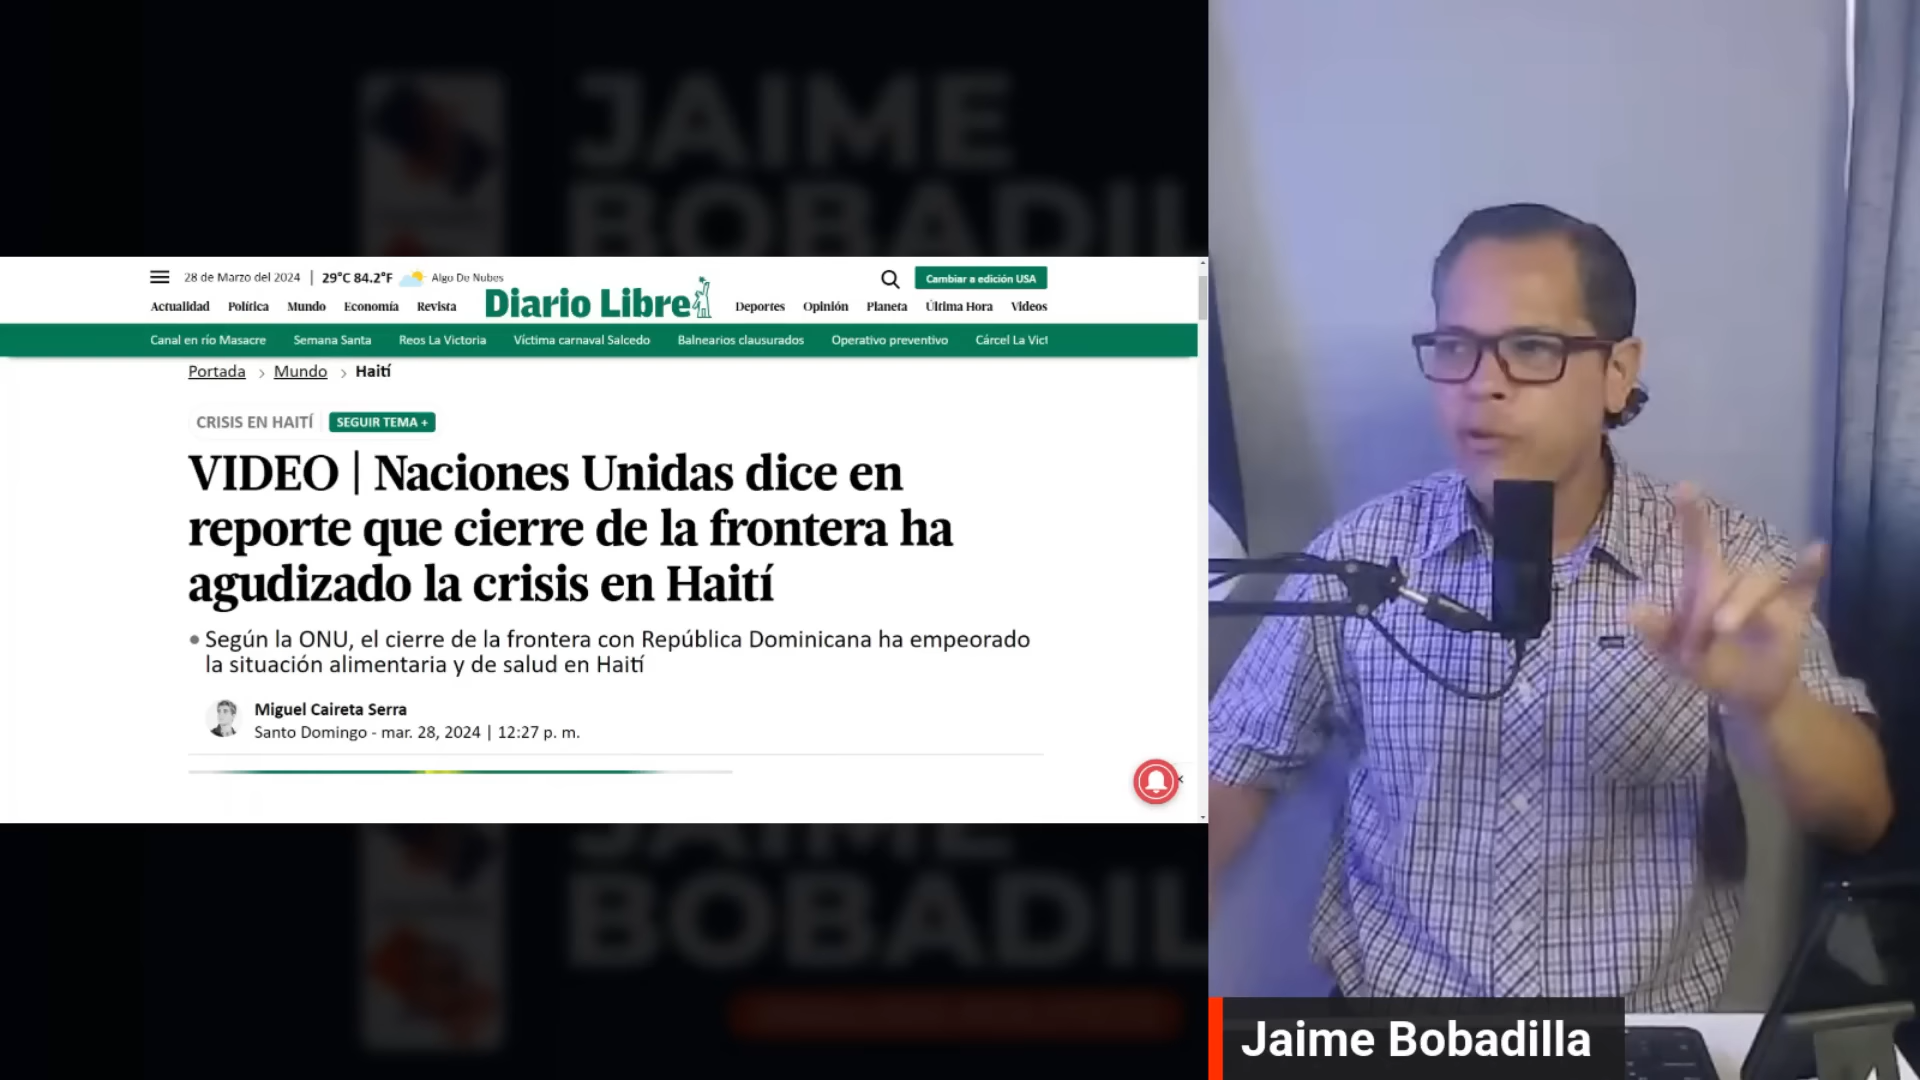 JAIME
BOBADIL
28 de Marzo del 2024 | 29°C 84.2°F Algo De Nubes
Cambiar a edición USA
Actualidad Política Mundo Economía Revista Diario Libre Deportes Opinión Planeta Última Hora Videos
Canal en río Masacre Semana Santa Reos La Victoria Víctima carnaval Salcedo Balnearios clausurados Operativo preventivo Cárcel La Vict
Portada > Mundo > Haití
CRISIS EN HAITÍ SEGUIR TEMA +
VIDEO | Naciones Unidas dice en
reporte que cierre de la frontera ha
agudizado la crisis en Haití
• Según la ONU, el cierre de la frontera con República Dominicana ha empeorado
la situación alimentaria y de salud en Haití
Miguel Caireta Serra
Santo Domingo - mar. 28, 2024 | 12:27 p. m.
JAIME
BOBADIL
Jaime Bobadilla